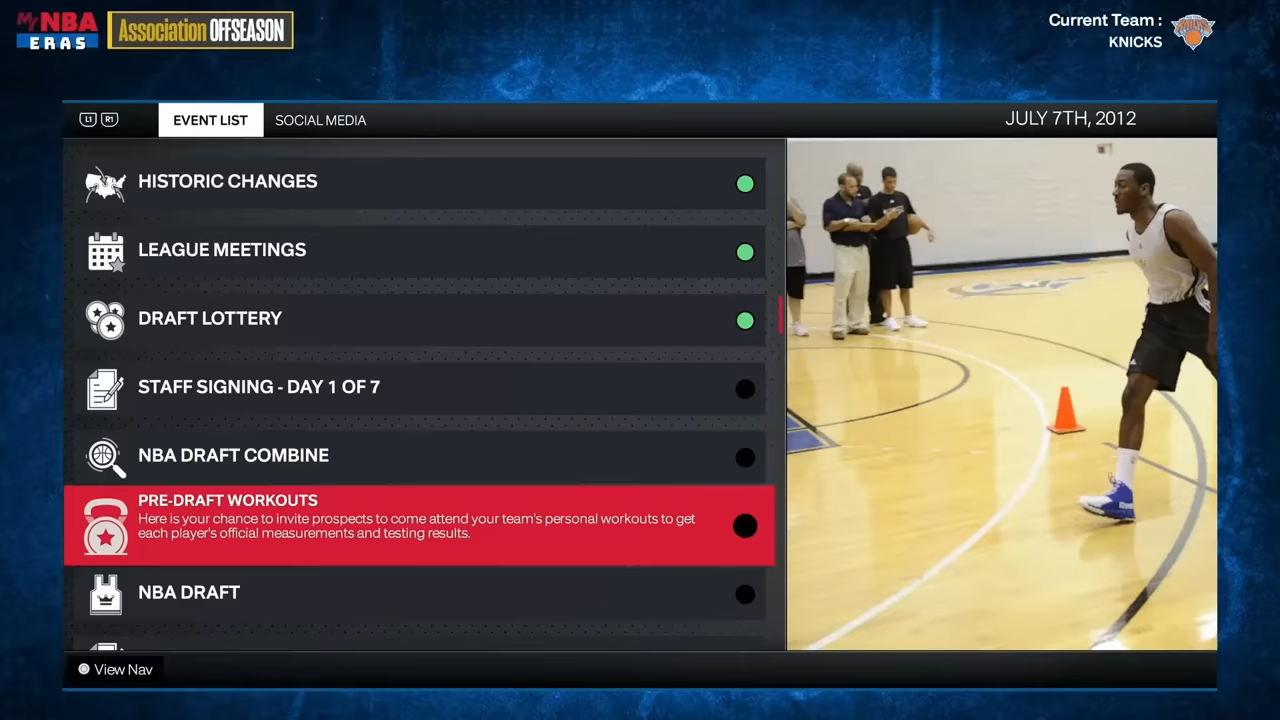 MyNBA
ERAS
Association OFFSEASON
Current Team :
KNICKS
L1 R1
EVENT LIST
SOCIAL MEDIA
JULY 7TH, 2012
HISTORIC CHANGES
LEAGUE MEETINGS
DRAFT LOTTERY
STAFF SIGNING - DAY 1 OF 7
NBA DRAFT COMBINE
PRE-DRAFT WORKOUTS
Here is your chance to invite prospects to come attend your team's personal workouts to get
each player's official measurements and testing results.
NBA DRAFT
View Nav